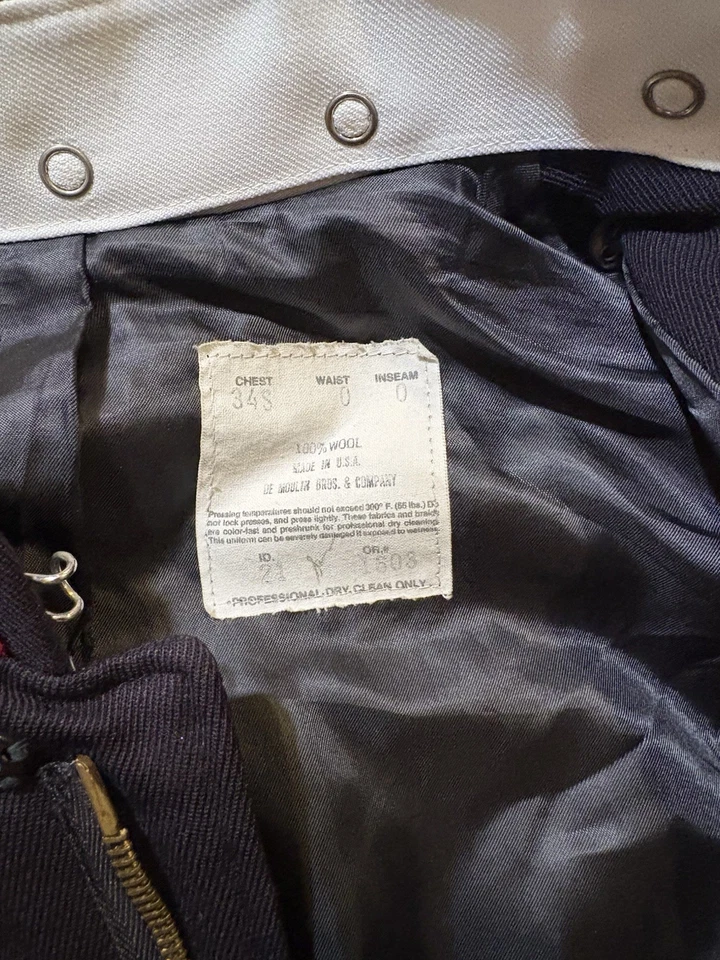 CHEST WAIST INSEAM
34S 0 0
100% WOOL
MADE IN U.S.A.
DE MOULIN BROS. & COMPANY
Pressing temperatures should not exceed 300° F. (65 lbs.) Do
not lock presses, and press lightly. These fabrics and braids
are color-fast and preshrunk for professional dry cleaning.
This uniform can be severely damaged if exposed to wetness.
ID. OR.#
21
PROFESSIONAL DRY CLEAN ONLY